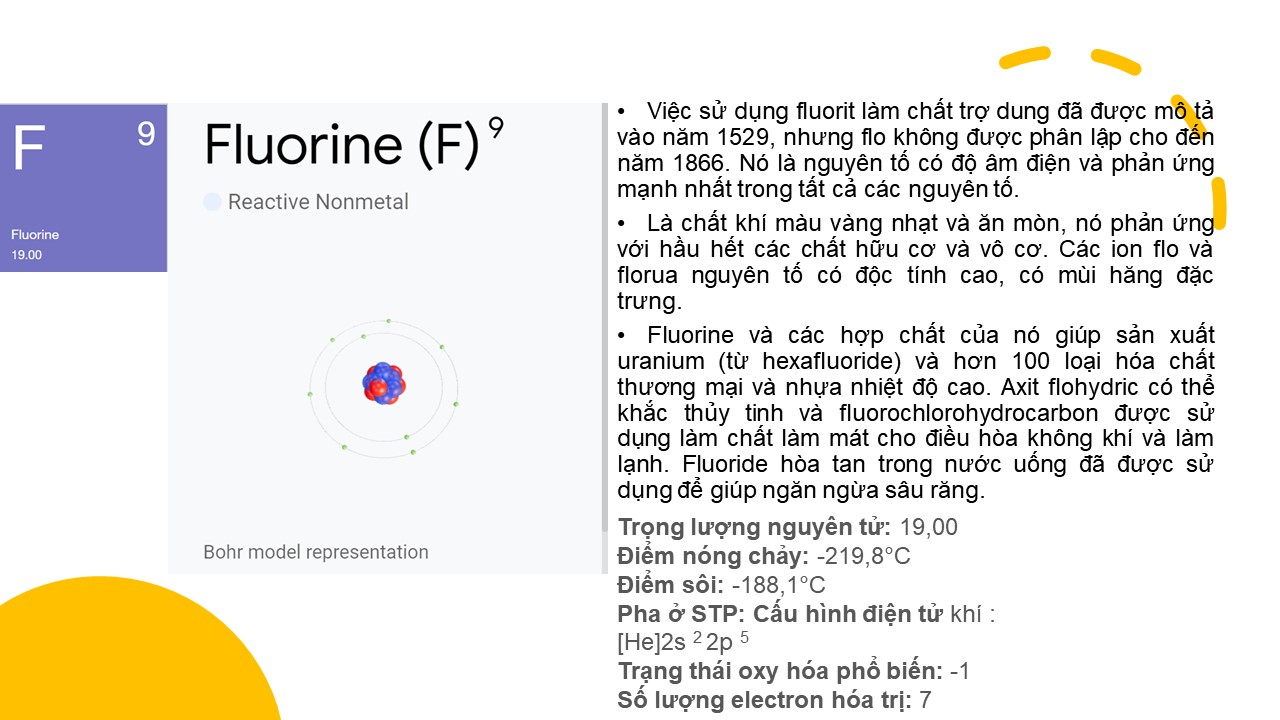 F 9
Fluorine
19.00
Fluorine (F)⁹
Reactive Nonmetal
Bohr model representation
• Việc sử dụng fluorit làm chất trợ dung đã được mô tả
vào năm 1529, nhưng flo không được phân lập cho đến
năm 1866. Nó là nguyên tố có độ âm điện và phản ứng
mạnh nhất trong tất cả các nguyên tố.
• Là chất khí màu vàng nhạt và ăn mòn, nó phản ứng
với hầu hết các chất hữu cơ và vô cơ. Các ion flo và
florua nguyên tố có độc tính cao, có mùi hăng đặc
trưng.
• Fluorine và các hợp chất của nó giúp sản xuất
uranium (từ hexafluoride) và hơn 100 loại hóa chất
thương mại và nhựa nhiệt độ cao. Axit flohydric có thể
khắc thủy tinh và fluorochlorohydrocarbon được sử
dụng làm chất làm mát cho điều hòa không khí và làm
lạnh. Fluoride hòa tan trong nước uống đã được sử
dụng để giúp ngăn ngừa sâu răng.
Trọng lượng nguyên tử: 19,00
Điểm nóng chảy: -219,8°C
Điểm sôi: -188,1°C
Pha ở STP: Cấu hình điện tử khí :
[He]2s ² 2p ⁵
Trạng thái oxy hóa phổ biến: -1
Số lượng electron hóa trị: 7